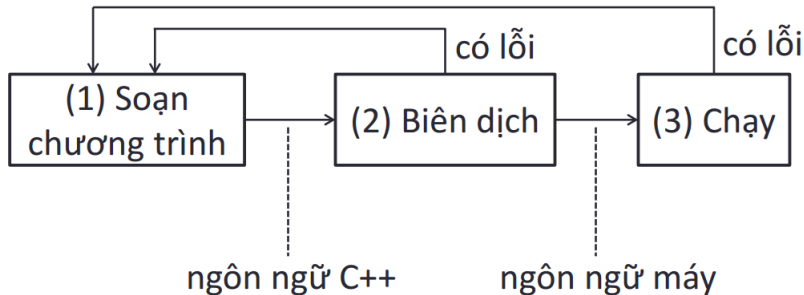 có lỗi
có lỗi
(1) Soạn
chương trình
(2) Biên dịch
(3) Chạy
ngôn ngữ C++
ngôn ngữ máy